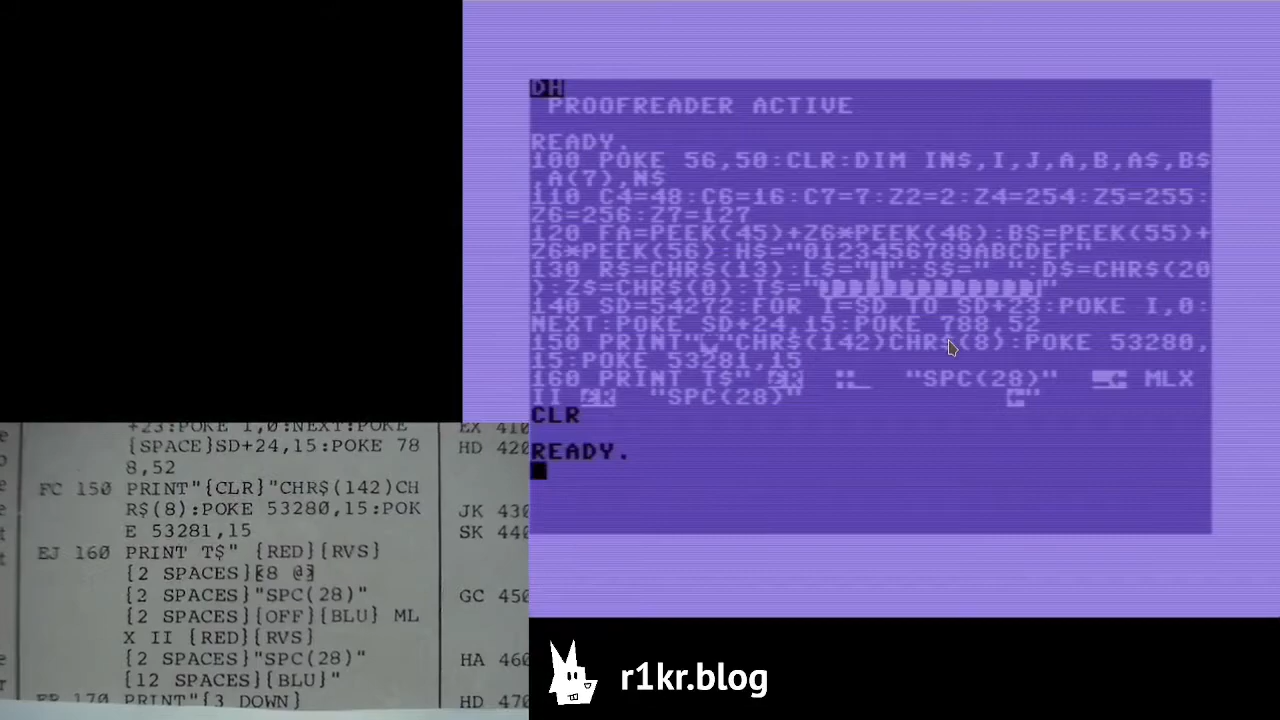 DH
PROOFREADER ACTIVE
READY.
100 POKE 56,50:CLR:DIM IN$,I,J,A,B,A$,B$
,A(7),N$
110 C4=48:C6=16:C7=7:Z2=2:Z4=254:Z5=255:
Z6=256:Z7=127
120 FA=PEEK(45)+Z6*PEEK(46):BS=PEEK(55)+
Z6*PEEK(56):H$="0123456789ABCDEF"
130 R$=CHR$(13):L$="":S$=" ":D$=CHR$(20
):Z$=CHR$(0):T$=""
140 SD=54272:FOR I=SD TO SD+23:POKE I,0:
NEXT:POKE SD+24,15:POKE 788,52
150 PRINT""CHR$(142)CHR$(8):POKE 53280,
15:POKE 53281,15
160 PRINT T$" "SPC(28)" MLX
II "SPC(28)" "
CLR
READY.
+23:POKE I,0:NEXT:POKE
{SPACE}SD+24,15:POKE 78
8,52
FC 150 PRINT"{CLR}"CHR$(142)CH
R$(8):POKE 53280,15:POK
E 53281,15
EJ 160 PRINT T$" {RED}{RVS}
{2 SPACES}[<8 @>]
{2 SPACES}"SPC(28)"
{2 SPACES}{OFF}{BLU} ML
X II {RED}{RVS}
{2 SPACES}"SPC(28)"
{12 SPACES}{BLU}"
170 PRINT"{3 DOWN}
EX 410
HD 420
JK 430
SK 440
GC 450
HA 460
HD 470
r1kr.blog